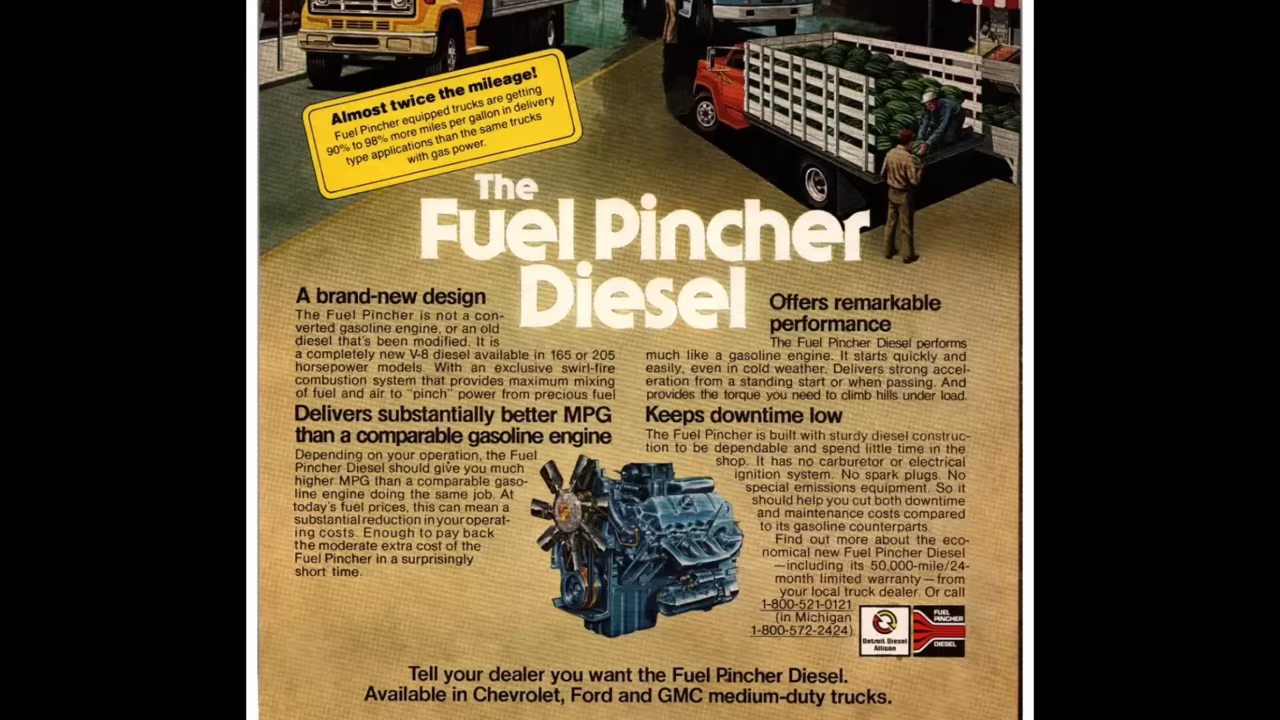 Almost twice the mileage!
Fuel Pincher equipped trucks are getting
90% to 98% more miles per gallon in delivery
type applications than the same trucks
with gas power.
The
Fuel Pincher
Diesel
A brand-new design
The Fuel Pincher is not a con-
verted gasoline engine, or an old
diesel that's been modified. It is
a completely new V-8 diesel available in 165 or 205
horsepower models. With an exclusive swirl-fire
combustion system that provides maximum mixing
of fuel and air to "pinch" power from precious fuel
Delivers substantially better MPG
than a comparable gasoline engine
Depending on your operation, the Fuel
Pincher Diesel should give you much
higher MPG than a comparable gaso-
line engine doing the same job. At
today's fuel prices, this can mean a
substantial reduction in your operat-
ing costs. Enough to pay back
the moderate extra cost of the
Fuel Pincher in a surprisingly
short time.
Offers remarkable
performance
The Fuel Pincher Diesel performs
much like a gasoline engine. It starts quickly and
easily, even in cold weather. Delivers strong accel-
eration from a standing start or when passing. And
provides the torque you need to climb hills under load.
Keeps downtime low
The Fuel Pincher is built with sturdy diesel construc-
tion to be dependable and spend little time in the
shop. It has no carburetor or electrical
ignition system. No spark plugs. No
special emissions equipment. So it
should help you cut both downtime
and maintenance costs compared
to its gasoline counterparts.
Find out more about the eco-
nomical new Fuel Pincher Diesel
—including its 50,000-mile/24-
month limited warranty—from
your local truck dealer. Or call
1-800-521-0121
(in Michigan
1-800-572-2424).
Detroit Diesel
Allison
FUEL
PINCHER
DIESEL
Tell your dealer you want the Fuel Pincher Diesel.
Available in Chevrolet, Ford and GMC medium-duty trucks.